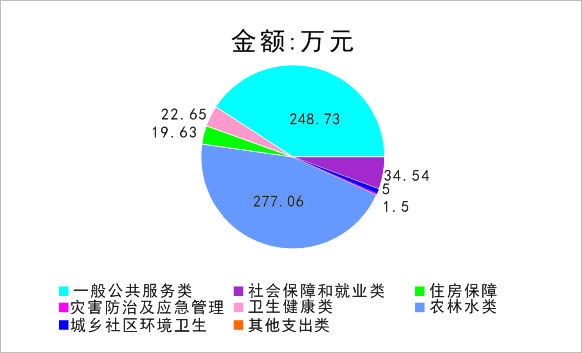 金额:万元
248.73
22.65
19.63
34.54
5
1.5
277.06
一般公共服务类 社会保障和就业类 住房保障
灾害防治及应急管理 卫生健康类 农林水类
城乡社区环境卫生 其他支出类